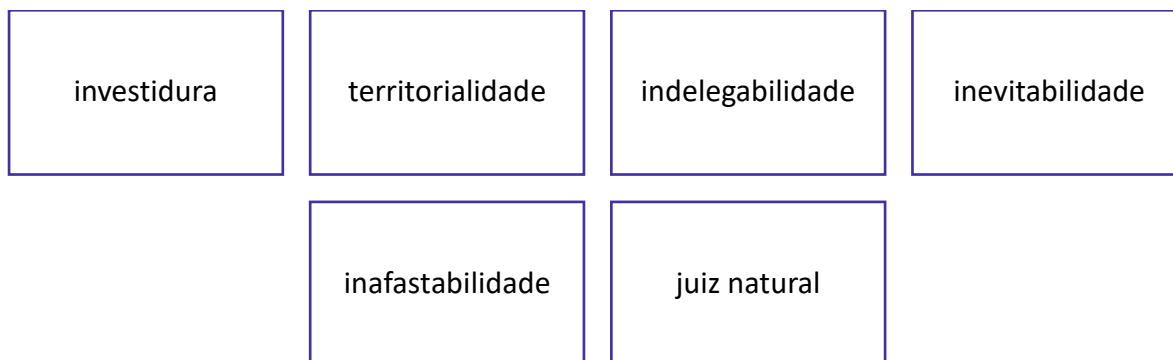 investidura
territorialidade
indelegabilidade
inevitabilidade
inafastabilidade
juiz natural